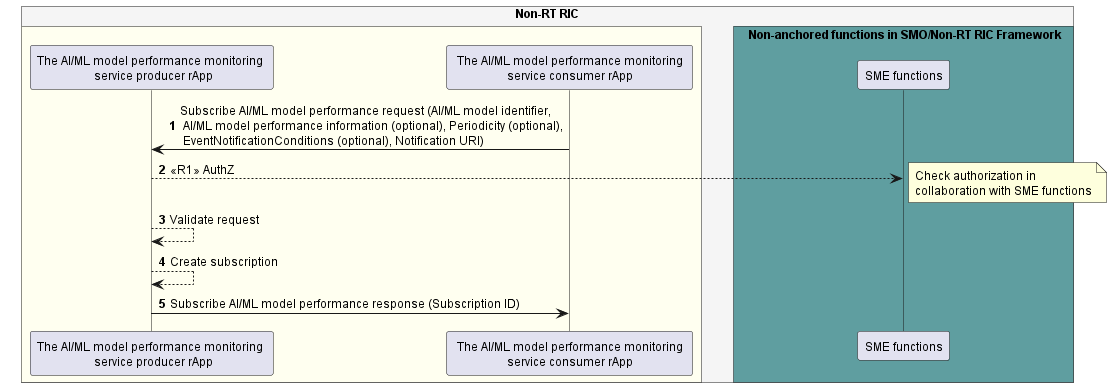 Non-RT RIC
Non-anchored functions in SMO/Non-RT RIC Framework
The AI/ML model performance monitoring
service producer rApp
The AI/ML model performance monitoring
service consumer rApp
SME functions
Subscribe AI/ML model performance request (AI/ML model identifier,
1 AI/ML model performance information (optional), Periodicity (optional),
EventNotificationConditions (optional), Notification URI)
2 «R1» AuthZ
Check authorization in
collaboration with SME functions
3 Validate request
4 Create subscription
5 Subscribe AI/ML model performance response (Subscription ID)
The AI/ML model performance monitoring
service producer rApp
The AI/ML model performance monitoring
service consumer rApp
SME functions